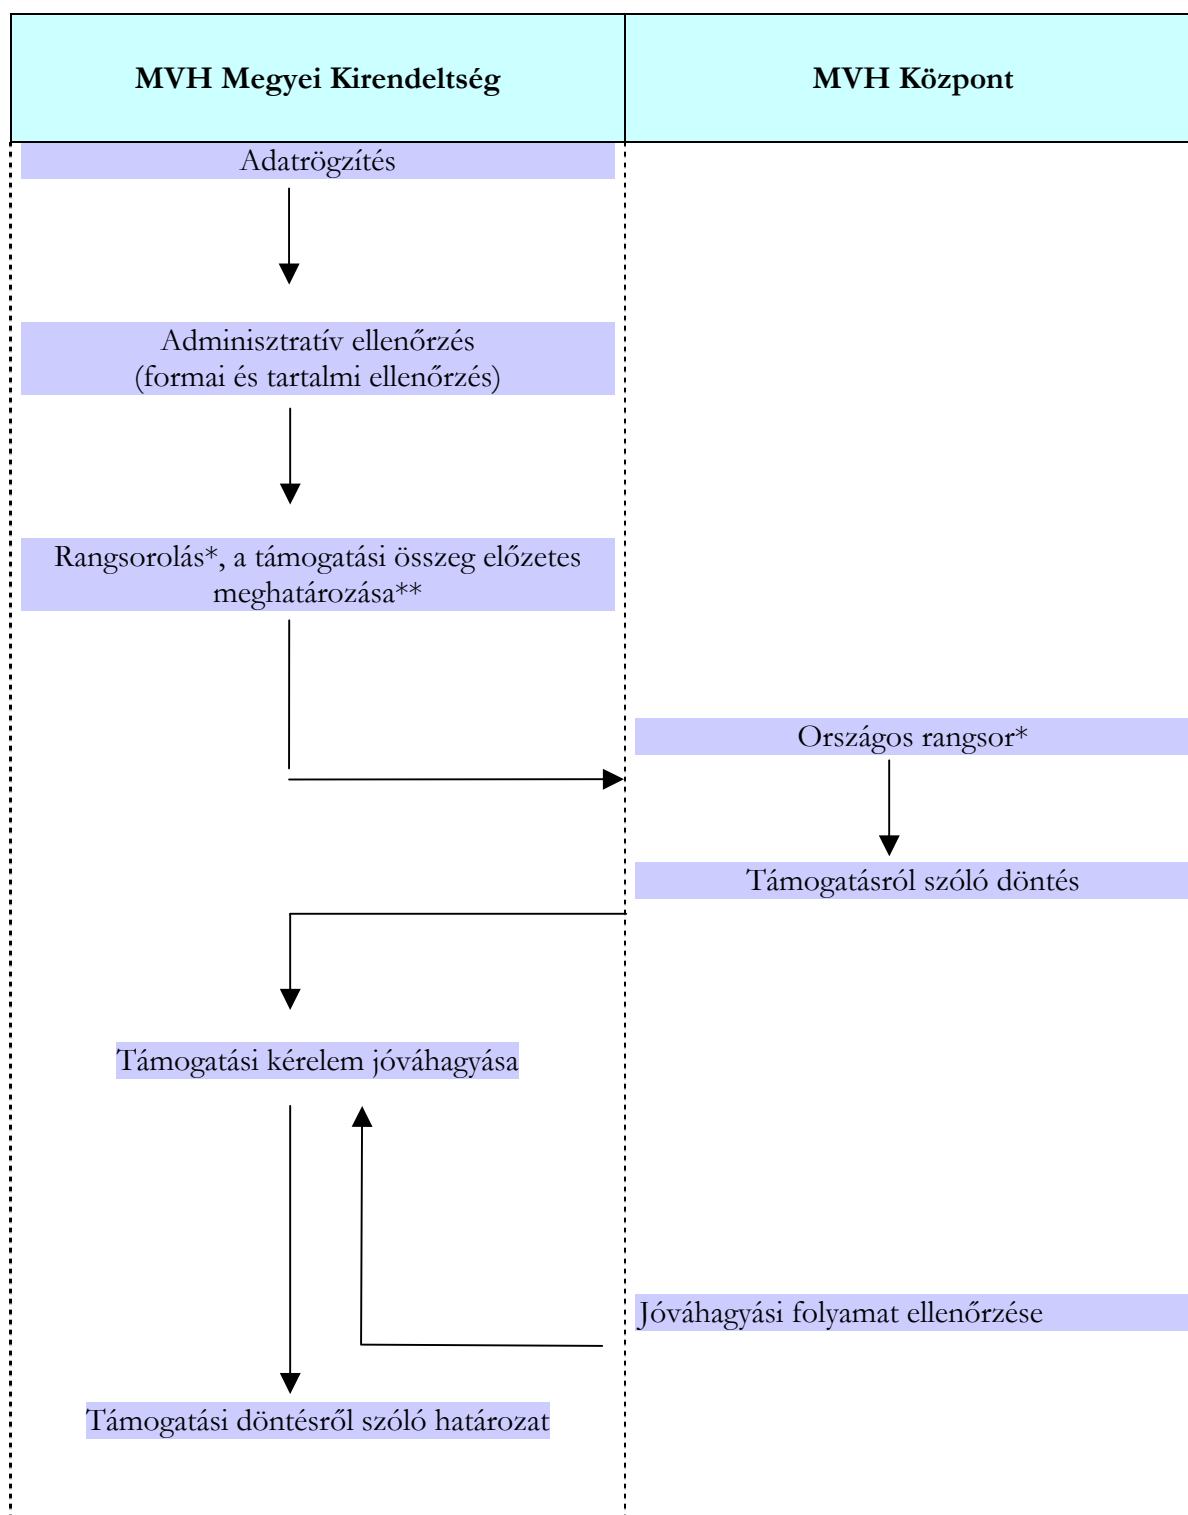 MVH Megyei Kirendeltség
MVH Központ
Adatrögzítés
Adminisztratív ellenőrzés
(formai és tartalmi ellenőrzés)
Rangsorolás*, a támogatási összeg előzetes
meghatározása**
Országos rangsor*
Támogatásról szóló döntés
Támogatási kérelem jóváhagyása
Jóváhagyási folyamat ellenőrzése
Támogatási döntésről szóló határozat